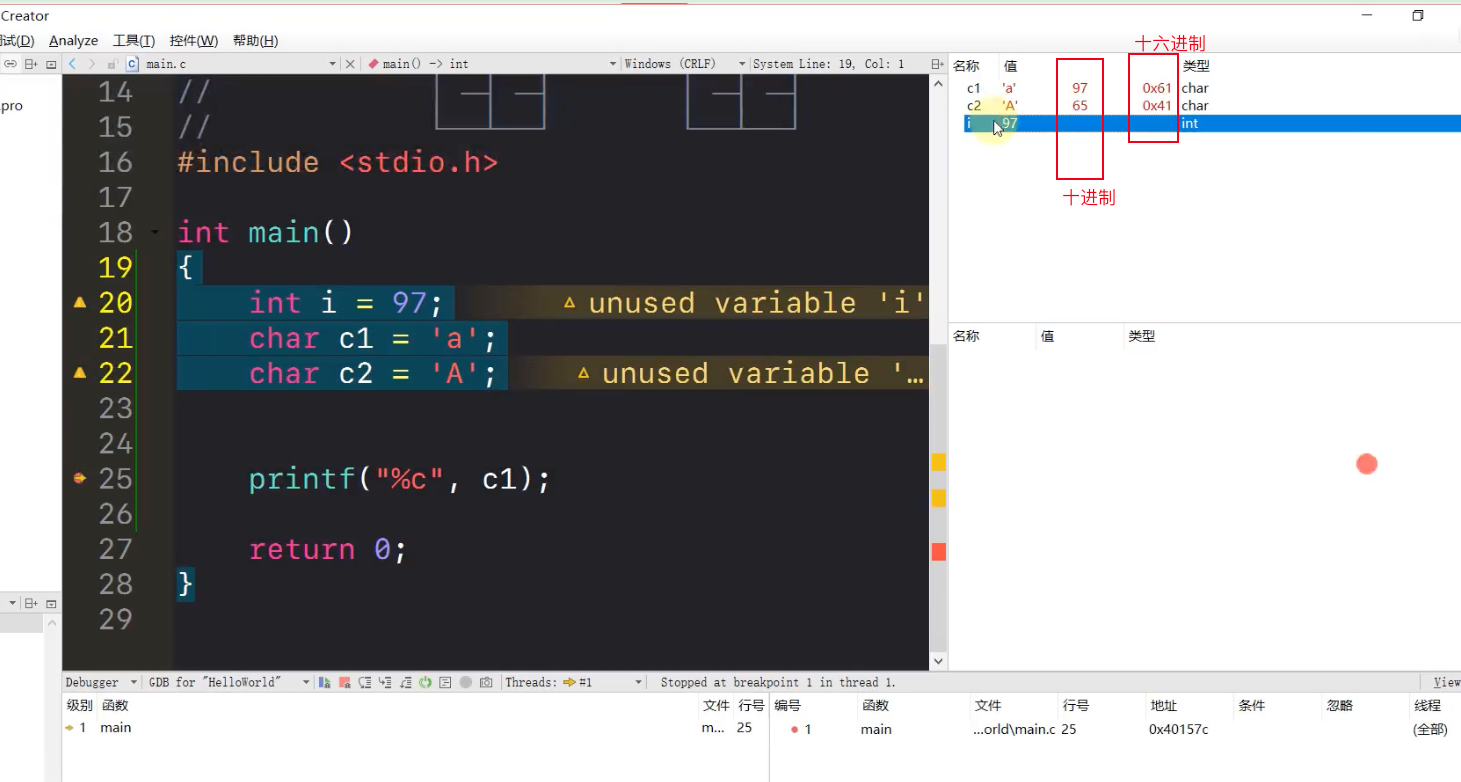 Creator
试(D) Analyze 工具(T) 控件(W) 帮助(H)
main.c main() -> int Windows (CRLF) System Line: 19, Col: 1
.pro
14 //
15 //
16 #include <stdio.h>
17
18 int main()
19 {
20 int i = 97; unused variable 'i'
21 char c1 = 'a';
22 char c2 = 'A'; unused variable '…
23
24
25 printf("%c", c1);
26
27 return 0;
28 }
29
十六进制
名称 值 类型
c1 'a' 97 0x61 char
c2 'A' 65 0x41 char
i 97 int
十进制
名称 值 类型
Debugger GDB for "HelloWorld" Threads: #1 Stopped at breakpoint 1 in thread 1. View
级别 函数 文件 行号
1 main m... 25
编号 函数 文件 行号 地址 条件 忽略 线程
1 main ...orld\main.c 25 0x40157c (全部)